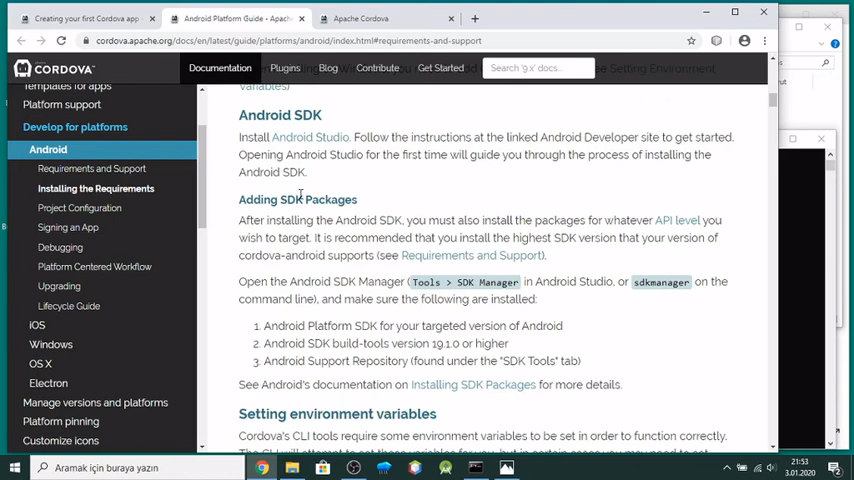 Creating your first Cordova app
Android Platform Guide -
Apache Cordova
cordova.apache.org/docs/en/latest/guide/platforms/android/index.html#requirements-and-support
APACHE
CORDOVA™
Documentation
Plugins
Blog
Contribute
Get Started
Search '9.x' docs...
Setting Environment
Variables)
Templates for apps
Platform support
Develop for platforms
Android
Requirements and Support
Installing the Requirements
Project Configuration
Signing an App
Debugging
Platform Centered Workflow
Upgrading
Lifecycle Guide
iOS
Windows
OS X
Electron
Manage versions and platforms
Platform pinning
Customize icons
Android SDK
Install Android Studio. Follow the instructions at the linked Android Developer site to get started.
Opening Android Studio for the first time will guide you through the process of installing the
Android SDK.
Adding SDK Packages
After installing the Android SDK, you must also install the packages for whatever API level you
wish to target. It is recommended that you install the highest SDK version that your version of
cordova-android supports (see Requirements and Support).
Open the Android SDK Manager (Tools > SDK Manager in Android Studio, or sdkmanager on the
command line), and make sure the following are installed:
1. Android Platform SDK for your targeted version of Android
2. Android SDK build-tools version 19.1.0 or higher
3. Android Support Repository (found under the "SDK Tools" tab)
See Android's documentation on Installing SDK Packages for more details.
Setting environment variables
Cordova's CLI tools require some environment variables to be set in order to function correctly.
Aramak için buraya yazın
21:53
3.01.2020
2